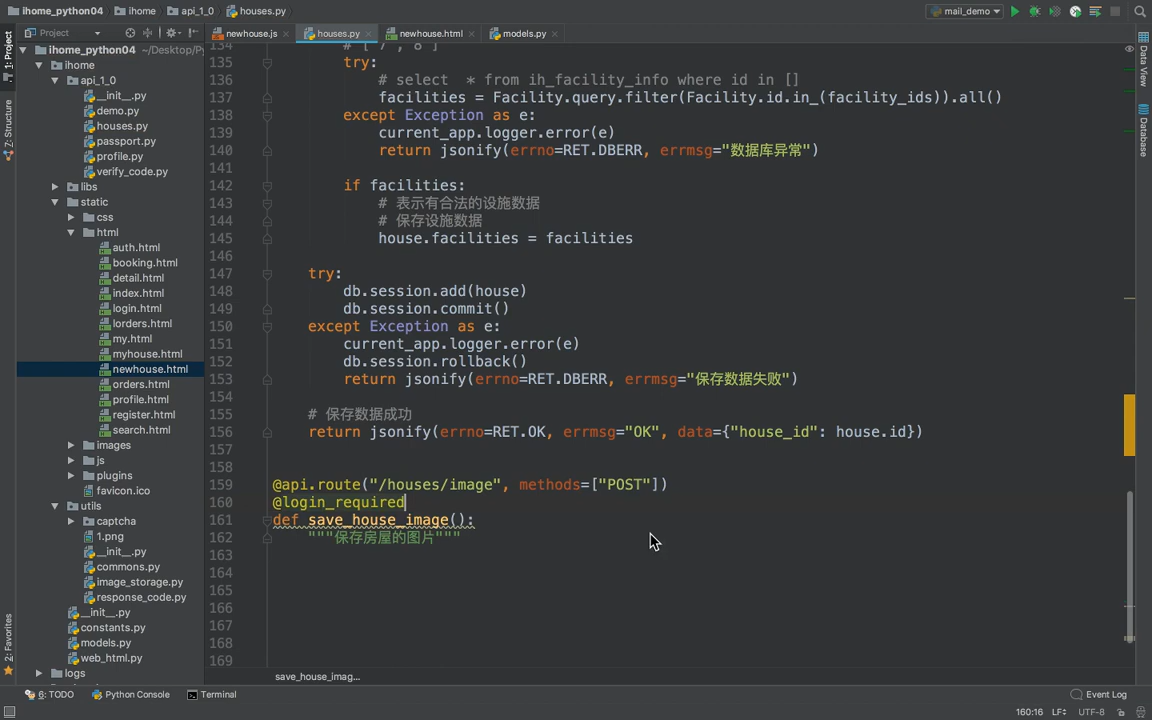 ihome_python04 ihome api_1_0 houses.py mail_demo
Project newhouse.js houses.py newhouse.html models.py
1: Project
Z: Structure
2: Favorites
Data View
Database
ihome_python04 ~/Desktop/Py
ihome
api_1_0
__init__.py
demo.py
houses.py
passport.py
profile.py
verify_code.py
libs
static
css
html
auth.html
booking.html
detail.html
index.html
login.html
lorders.html
my.html
myhouse.html
newhouse.html
orders.html
profile.html
register.html
search.html
images
js
plugins
favicon.ico
utils
captcha
1.png
__init__.py
commons.py
image_storage.py
response_code.py
__init__.py
constants.py
models.py
web_html.py
logs
134 # ["7","8"]
135 try:
136 # select * from ih_facility_info where id in []
137 facilities = Facility.query.filter(Facility.id.in_(facility_ids)).all()
138 except Exception as e:
139 current_app.logger.error(e)
140 return jsonify(errno=RET.DBERR, errmsg="数据库异常")
141
142 if facilities:
143 # 表示有合法的设施数据
144 # 保存设施数据
145 house.facilities = facilities
146
147 try:
148 db.session.add(house)
149 db.session.commit()
150 except Exception as e:
151 current_app.logger.error(e)
152 db.session.rollback()
153 return jsonify(errno=RET.DBERR, errmsg="保存数据失败")
154
155 # 保存数据成功
156 return jsonify(errno=RET.OK, errmsg="OK", data={"house_id": house.id})
157
158
159 @api.route("/houses/image", methods=["POST"])
160 @login_required
161 def save_house_image():
162 """保存房屋的图片"""
163
164
165
166
167
168
169
save_house_imag...
6: TODO Python Console Terminal Event Log
160:16 LF÷ UTF-8